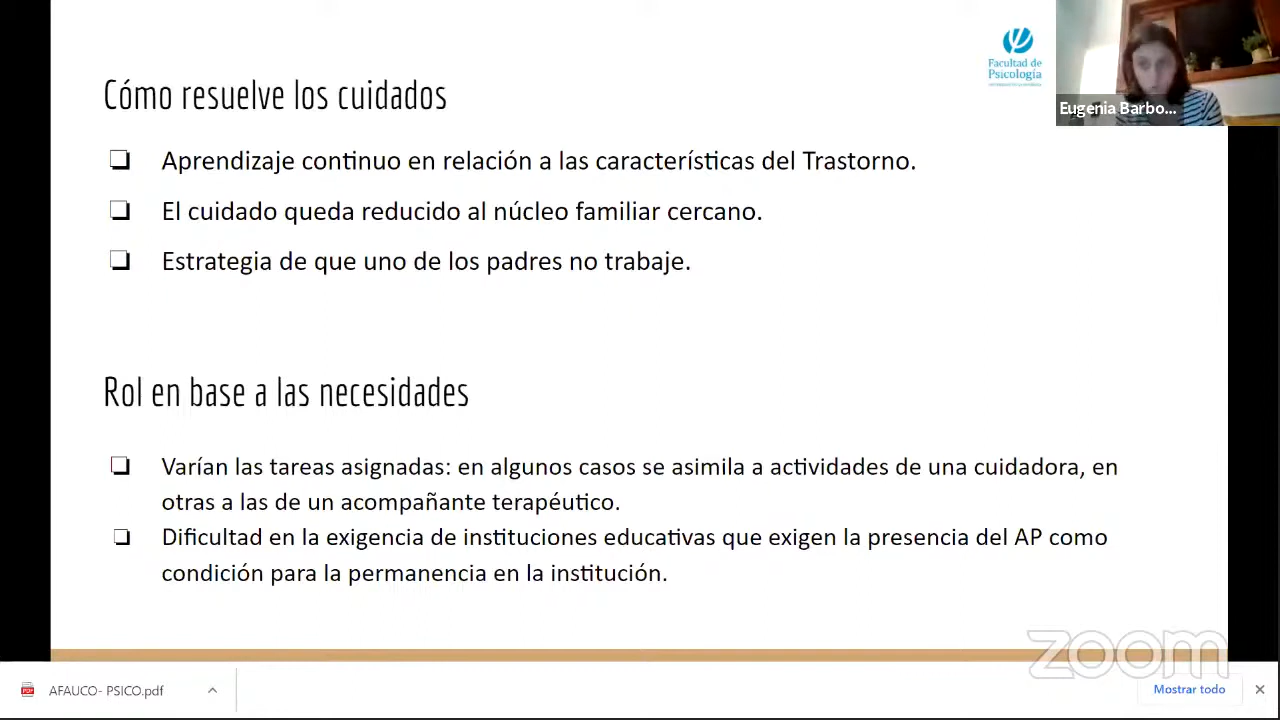 Facultad de
Psicología
Eugenia Barbo...
Cómo resuelve los cuidados
❏ Aprendizaje continuo en relación a las características del Trastorno.
❏ El cuidado queda reducido al núcleo familiar cercano.
❏ Estrategia de que uno de los padres no trabaje.
Rol en base a las necesidades
❏ Varían las tareas asignadas: en algunos casos se asimila a actividades de una cuidadora, en
otras a las de un acompañante terapéutico.
❏ Dificultad en la exigencia de instituciones educativas que exigen la presencia del AP como
condición para la permanencia en la institución.
zoom
PDF
AFAUCO- PSICO.pdf
Mostrar todo